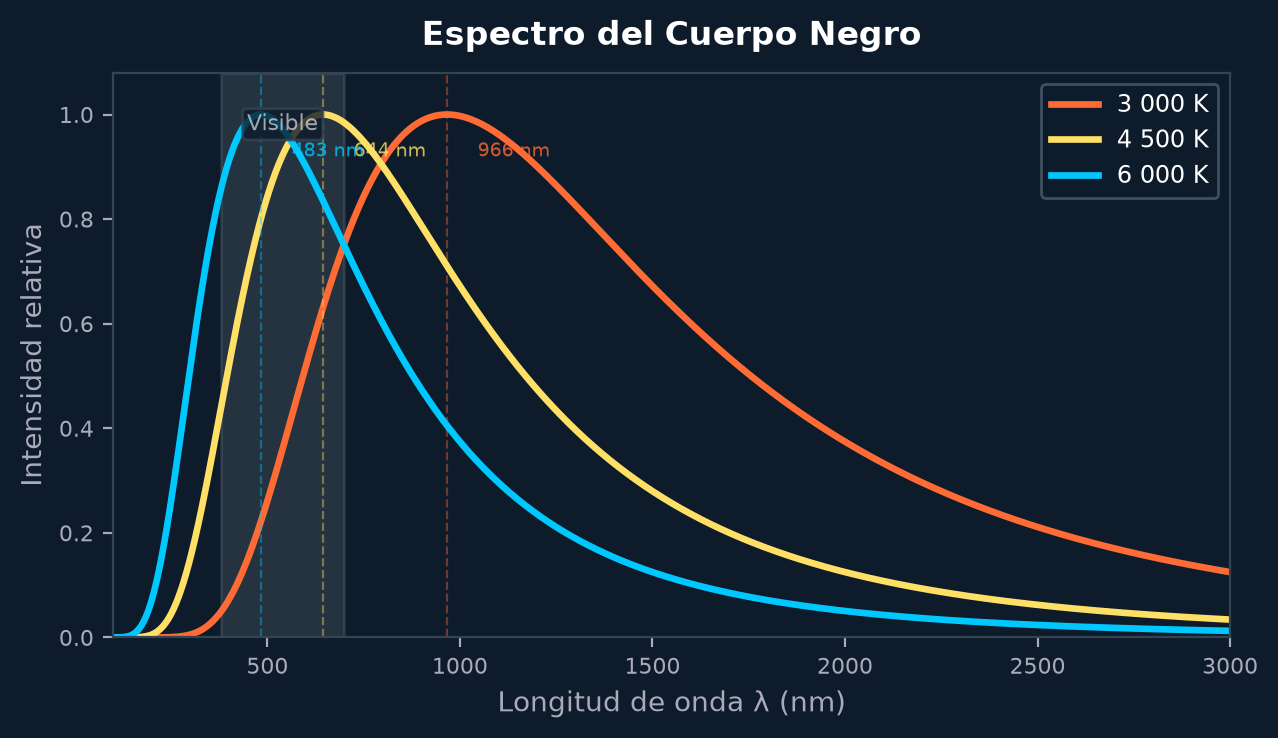 Espectro del Cuerpo Negro
3 000 K
4 500 K
6 000 K
Visible
483 nm
644 nm
966 nm
1.0
0.8
0.6
0.4
0.2
0.0
Intensidad relativa
500
1000
1500
2000
2500
3000
Longitud de onda λ (nm)